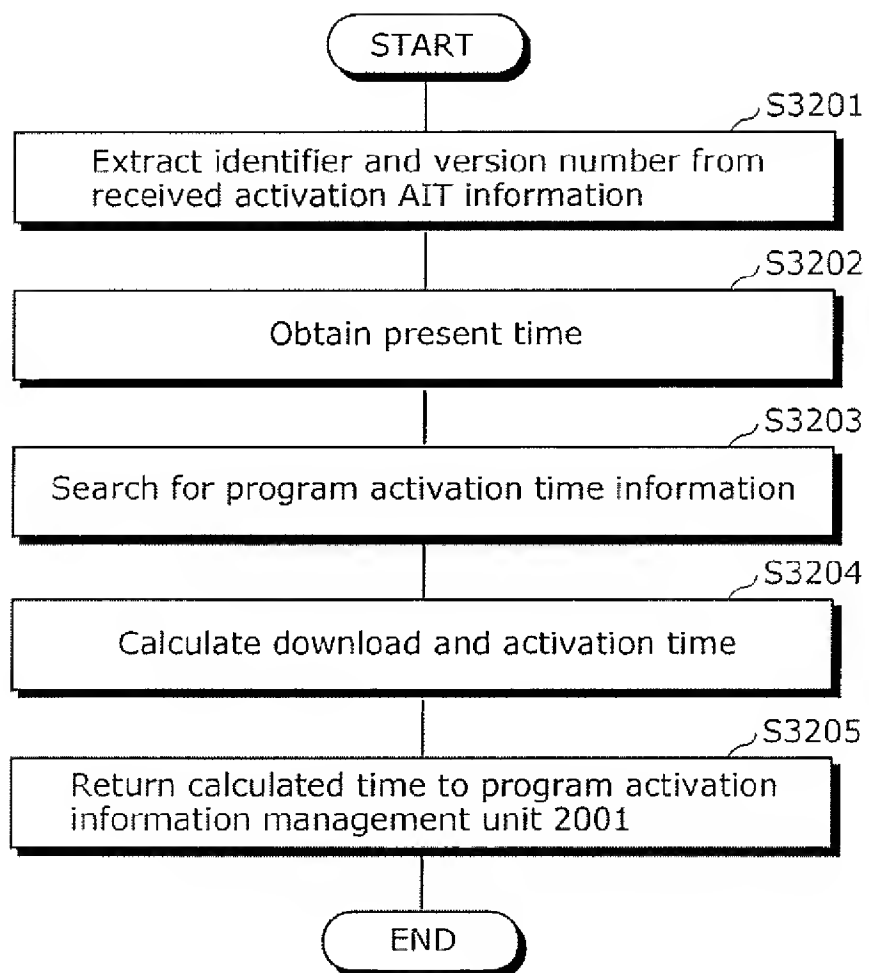 START
S3201
Extract identifier and version number from
received activation AIT information
S3202
Obtain present time
S3203
Search for program activation time information
S3204
Calculate download and activation time
S3205
Return calculated time to program activation
information management unit 2001
END